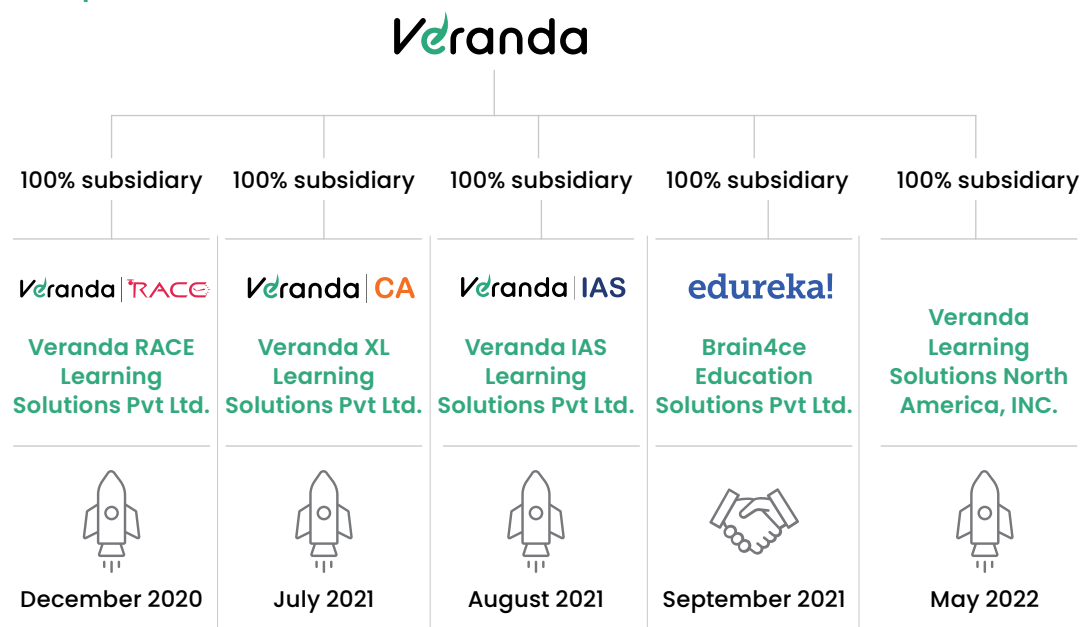 Veranda
100% subsidiary
100% subsidiary
100% subsidiary
100% subsidiary
100% subsidiary
Veranda RACE
Veranda CA
Veranda IAS
edureka!
Veranda RACE
Learning
Solutions Pvt Ltd.
Veranda XL
Learning
Solutions Pvt Ltd.
Veranda IAS
Learning
Solutions Pvt Ltd.
Brain4ce
Education
Solutions Pvt Ltd.
Veranda
Learning
Solutions North
America, INC.
December 2020
July 2021
August 2021
September 2021
May 2022